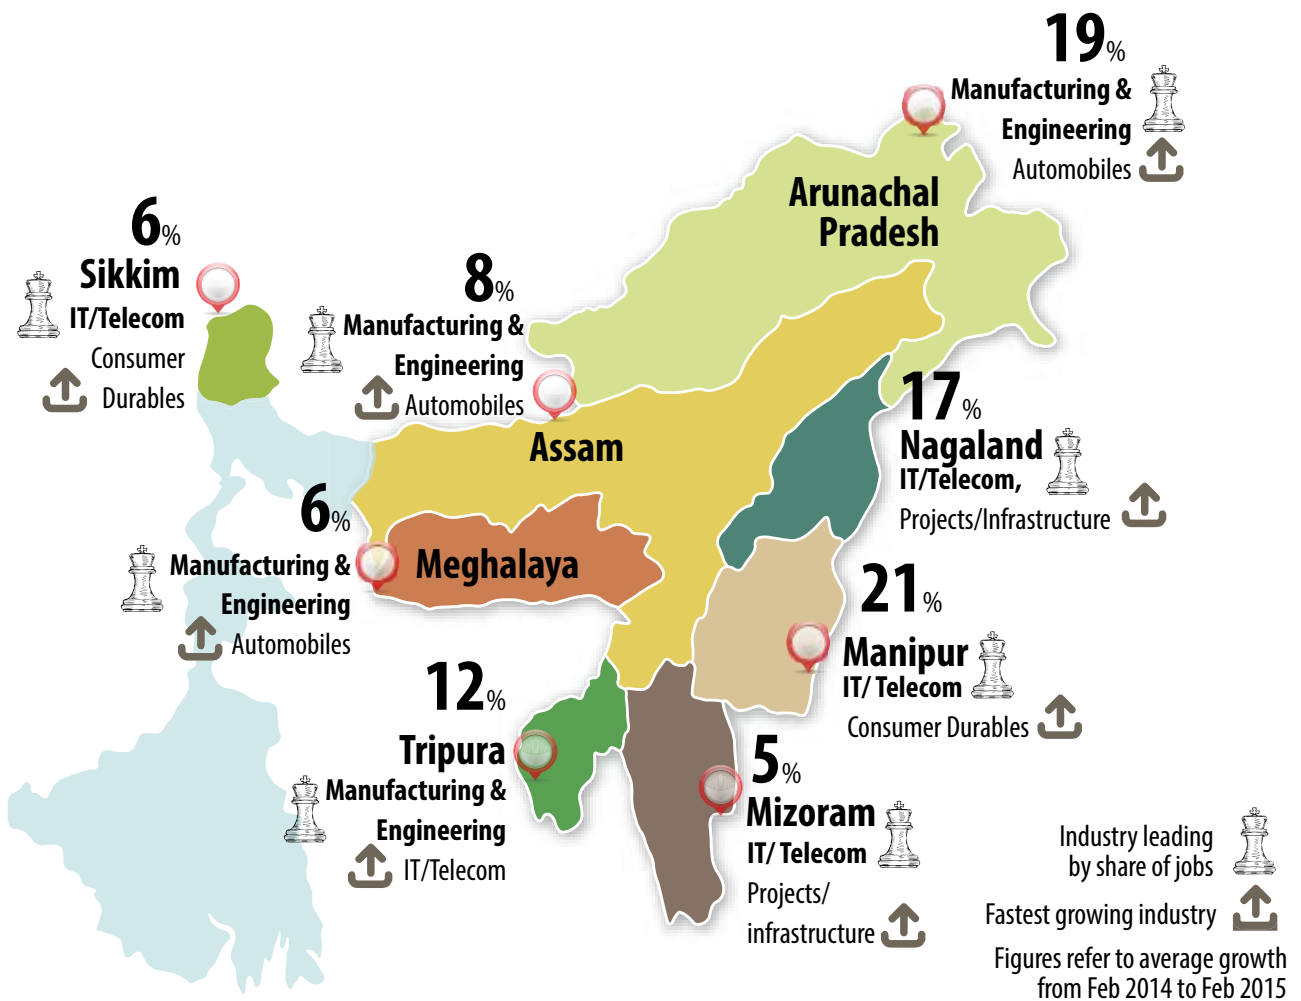 19%
Manufacturing &
Engineering
Automobiles
Arunachal
Pradesh
6%
Sikkim
IT/Telecom
Consumer
Durables
8%
Manufacturing &
Engineering
Automobiles
Assam
17%
Nagaland
IT/Telecom,
Projects/Infrastructure
6%
Manufacturing &
Engineering
Automobiles
Meghalaya
21%
Manipur
IT/ Telecom
Consumer Durables
12%
Tripura
Manufacturing &
Engineering
IT/Telecom
5%
Mizoram
IT/ Telecom
Projects/
infrastructure
Industry leading
by share of jobs
Fastest growing industry
Figures refer to average growth
from Feb 2014 to Feb 2015